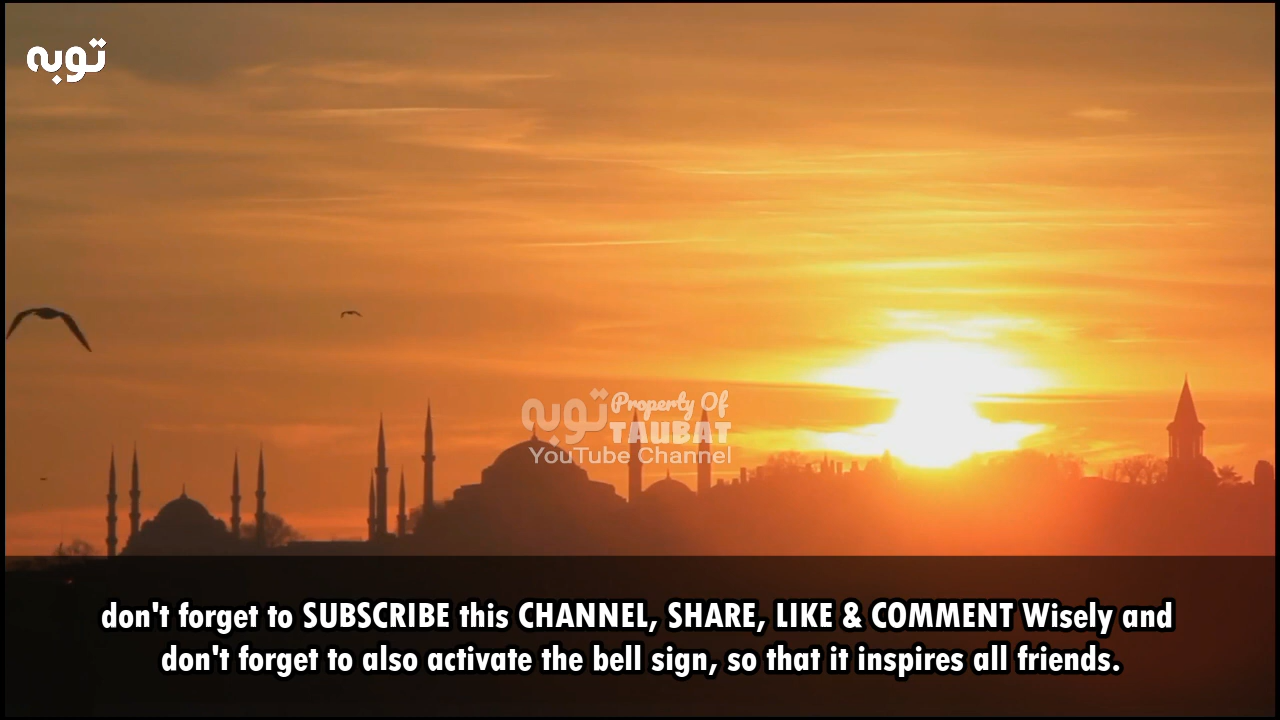 توبه
توبه Property Of
TAUBAT
YouTube Channel
don't forget to SUBSCRIBE this CHANNEL, SHARE, LIKE & COMMENT Wisely and
don't forget to also activate the bell sign, so that it inspires all friends.